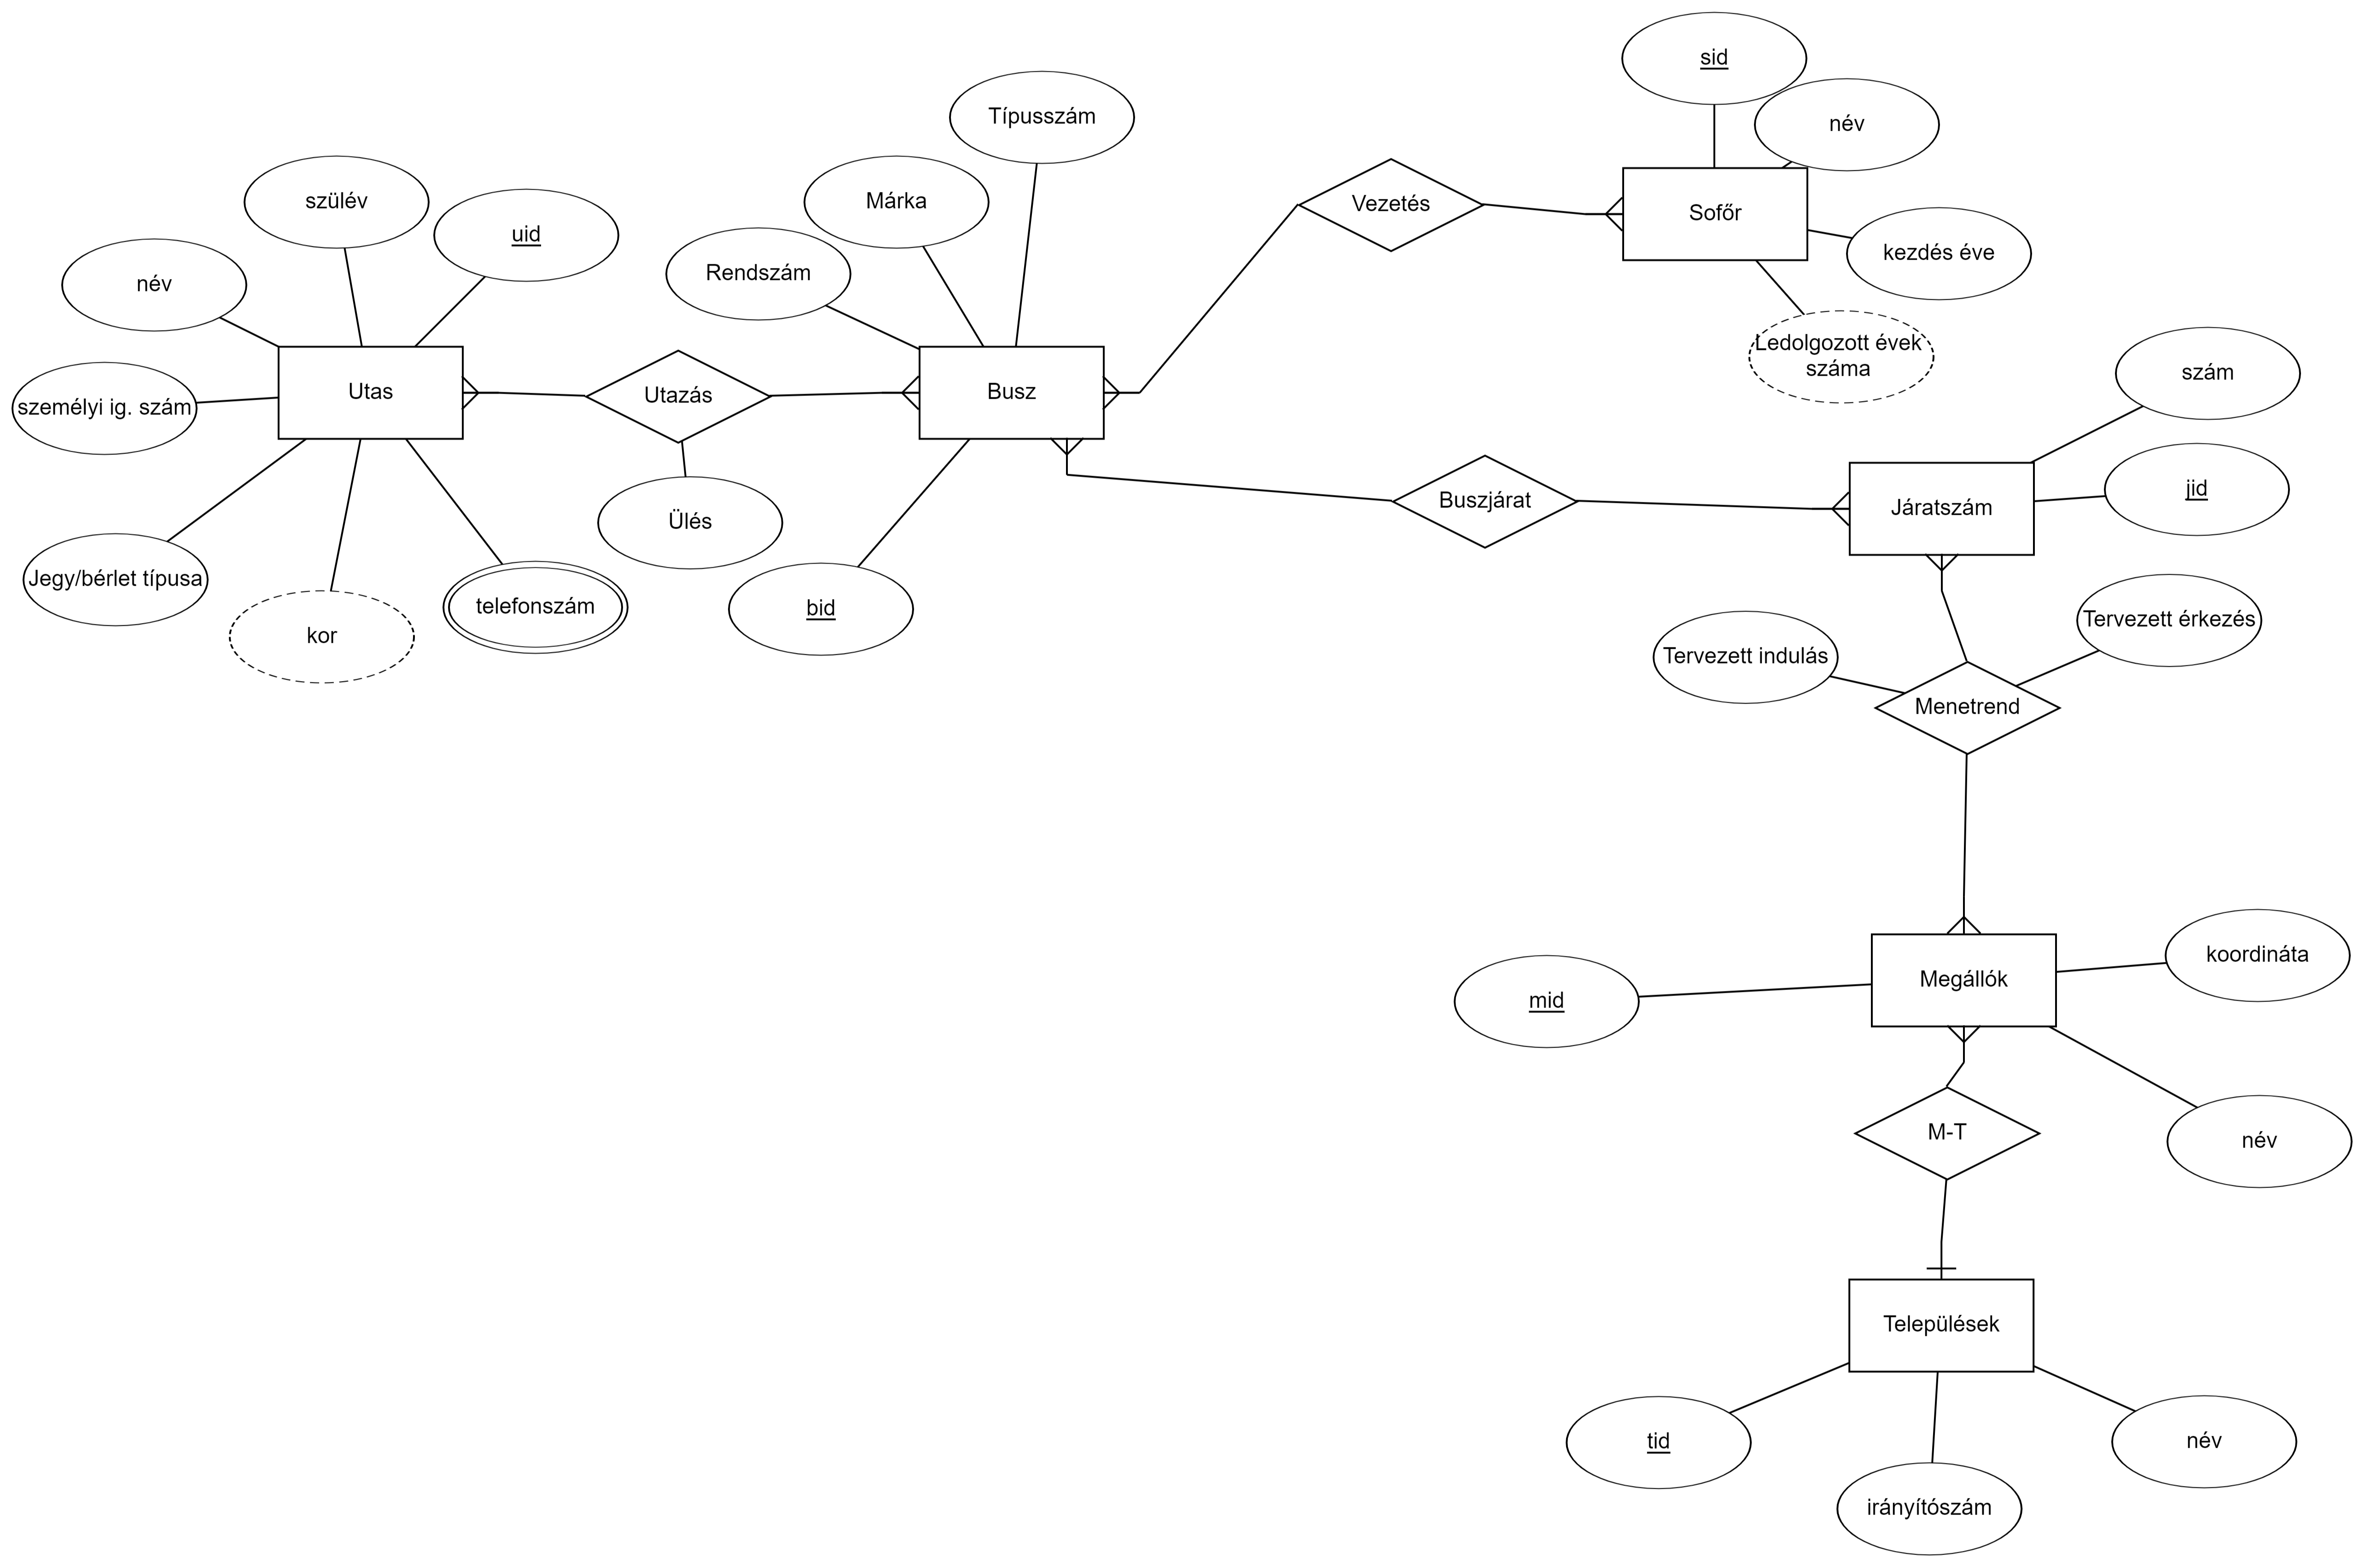 sid
név
Típusszám
Márka
szülév
uid
Vezetés
Sofőr
kezdés éve
Rendszám
név
Ledolgozott évek
száma
szám
Utas
Utazás
Busz
személyi ig. szám
Buszjárat
Járatszám
jid
Ülés
Jegy/bérlet típusa
kor
telefonszám
bid
Tervezett indulás
Tervezett érkezés
Menetrend
koordináta
Megállók
mid
M-T
név
Települések
tid
név
irányítószám